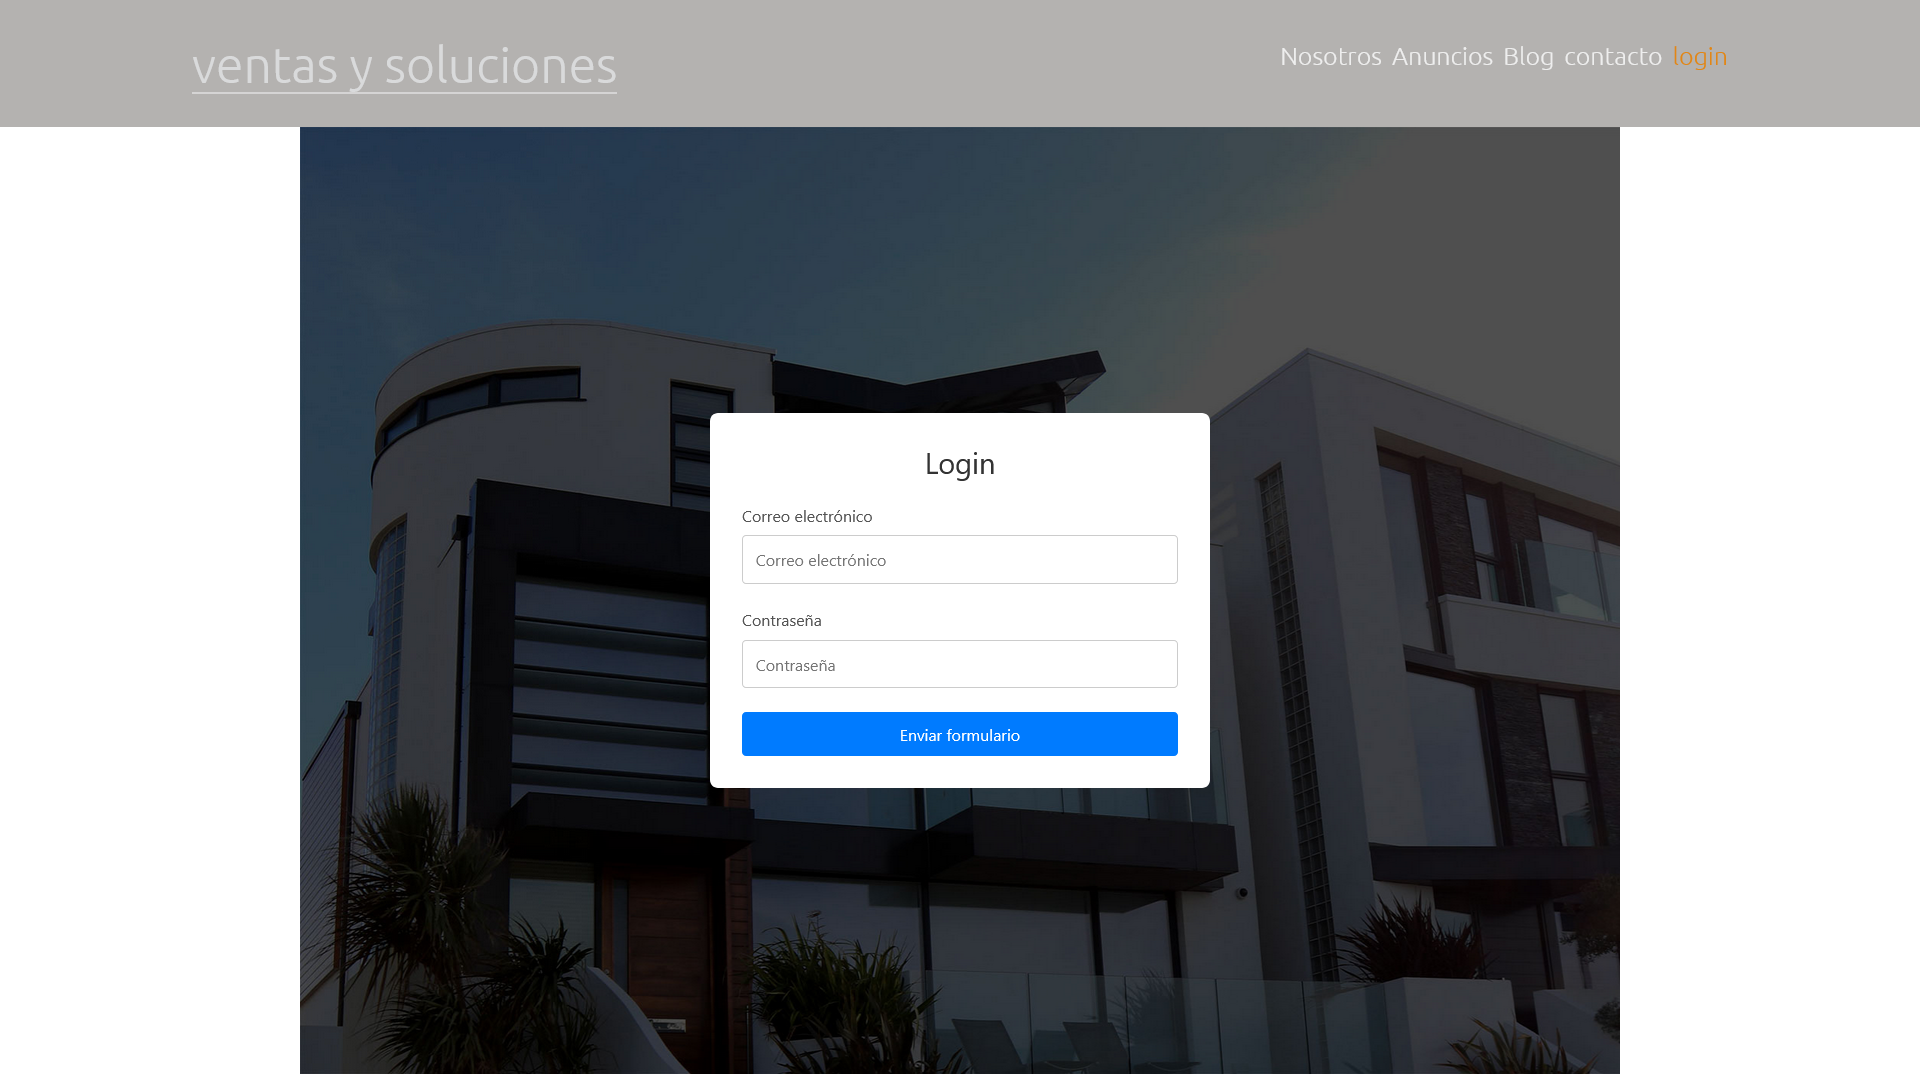 ventas y soluciones
Nosotros Anuncios Blog contacto login
Login
Correo electrónico
Correo electrónico
Contraseña
Contraseña
Enviar formulario